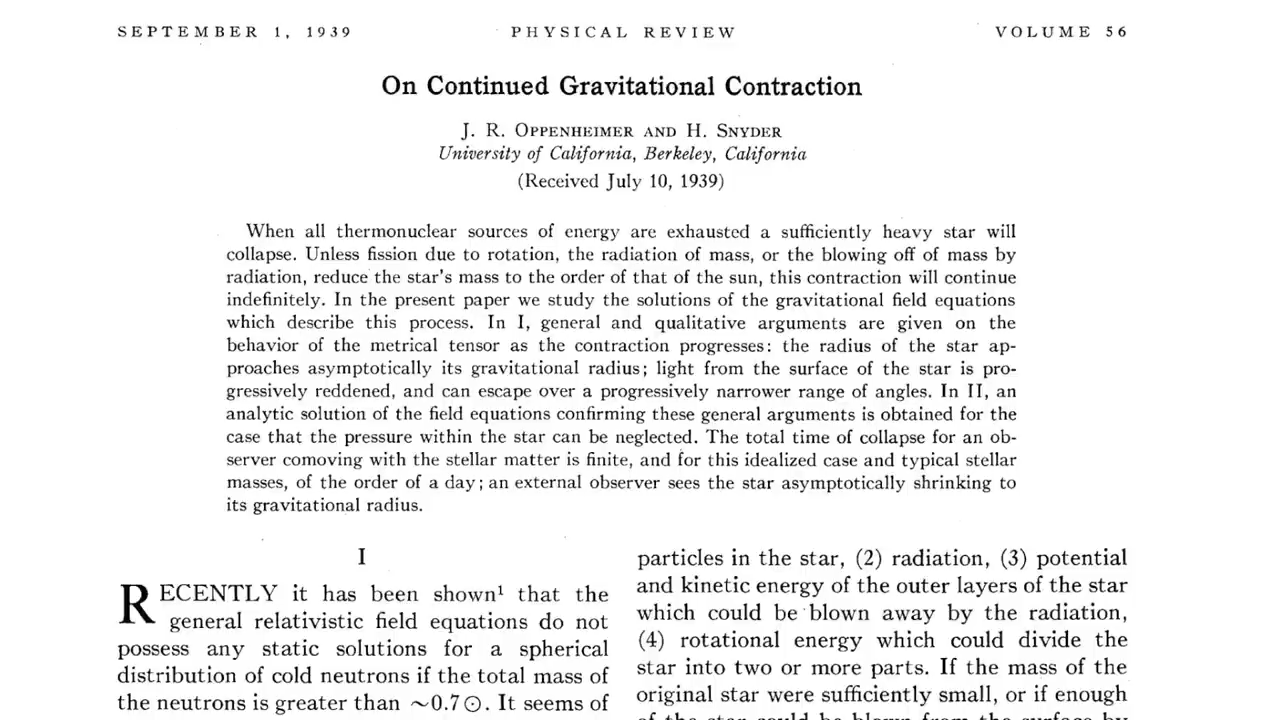 SEPTEMBER 1, 1939 PHYSICAL REVIEW VOLUME 56
On Continued Gravitational Contraction
J. R. OPPENHEIMER AND H. SNYDER
University of California, Berkeley, California
(Received July 10, 1939)
When all thermonuclear sources of energy are exhausted a sufficiently heavy star will
collapse. Unless fission due to rotation, the radiation of mass, or the blowing off of mass by
radiation, reduce the star's mass to the order of that of the sun, this contraction will continue
indefinitely. In the present paper we study the solutions of the gravitational field equations
which describe this process. In I, general and qualitative arguments are given on the
behavior of the metrical tensor as the contraction progresses: the radius of the star ap-
proaches asymptotically its gravitational radius; light from the surface of the star is pro-
gressively reddened, and can escape over a progressively narrower range of angles. In II, an
analytic solution of the field equations confirming these general arguments is obtained for the
case that the pressure within the star can be neglected. The total time of collapse for an ob-
server comoving with the stellar matter is finite, and for this idealized case and typical stellar
masses, of the order of a day; an external observer sees the star asymptotically shrinking to
its gravitational radius.
I
RECENTLY it has been shown¹ that the
general relativistic field equations do not
possess any static solutions for a spherical
distribution of cold neutrons if the total mass of
the neutrons is greater than ~0.7⊙. It seems of
particles in the star, (2) radiation, (3) potential
and kinetic energy of the outer layers of the star
which could be blown away by the radiation,
(4) rotational energy which could divide the
star into two or more parts. If the mass of the
original star were sufficiently small, or if enough
of the star could be blown from the surface by